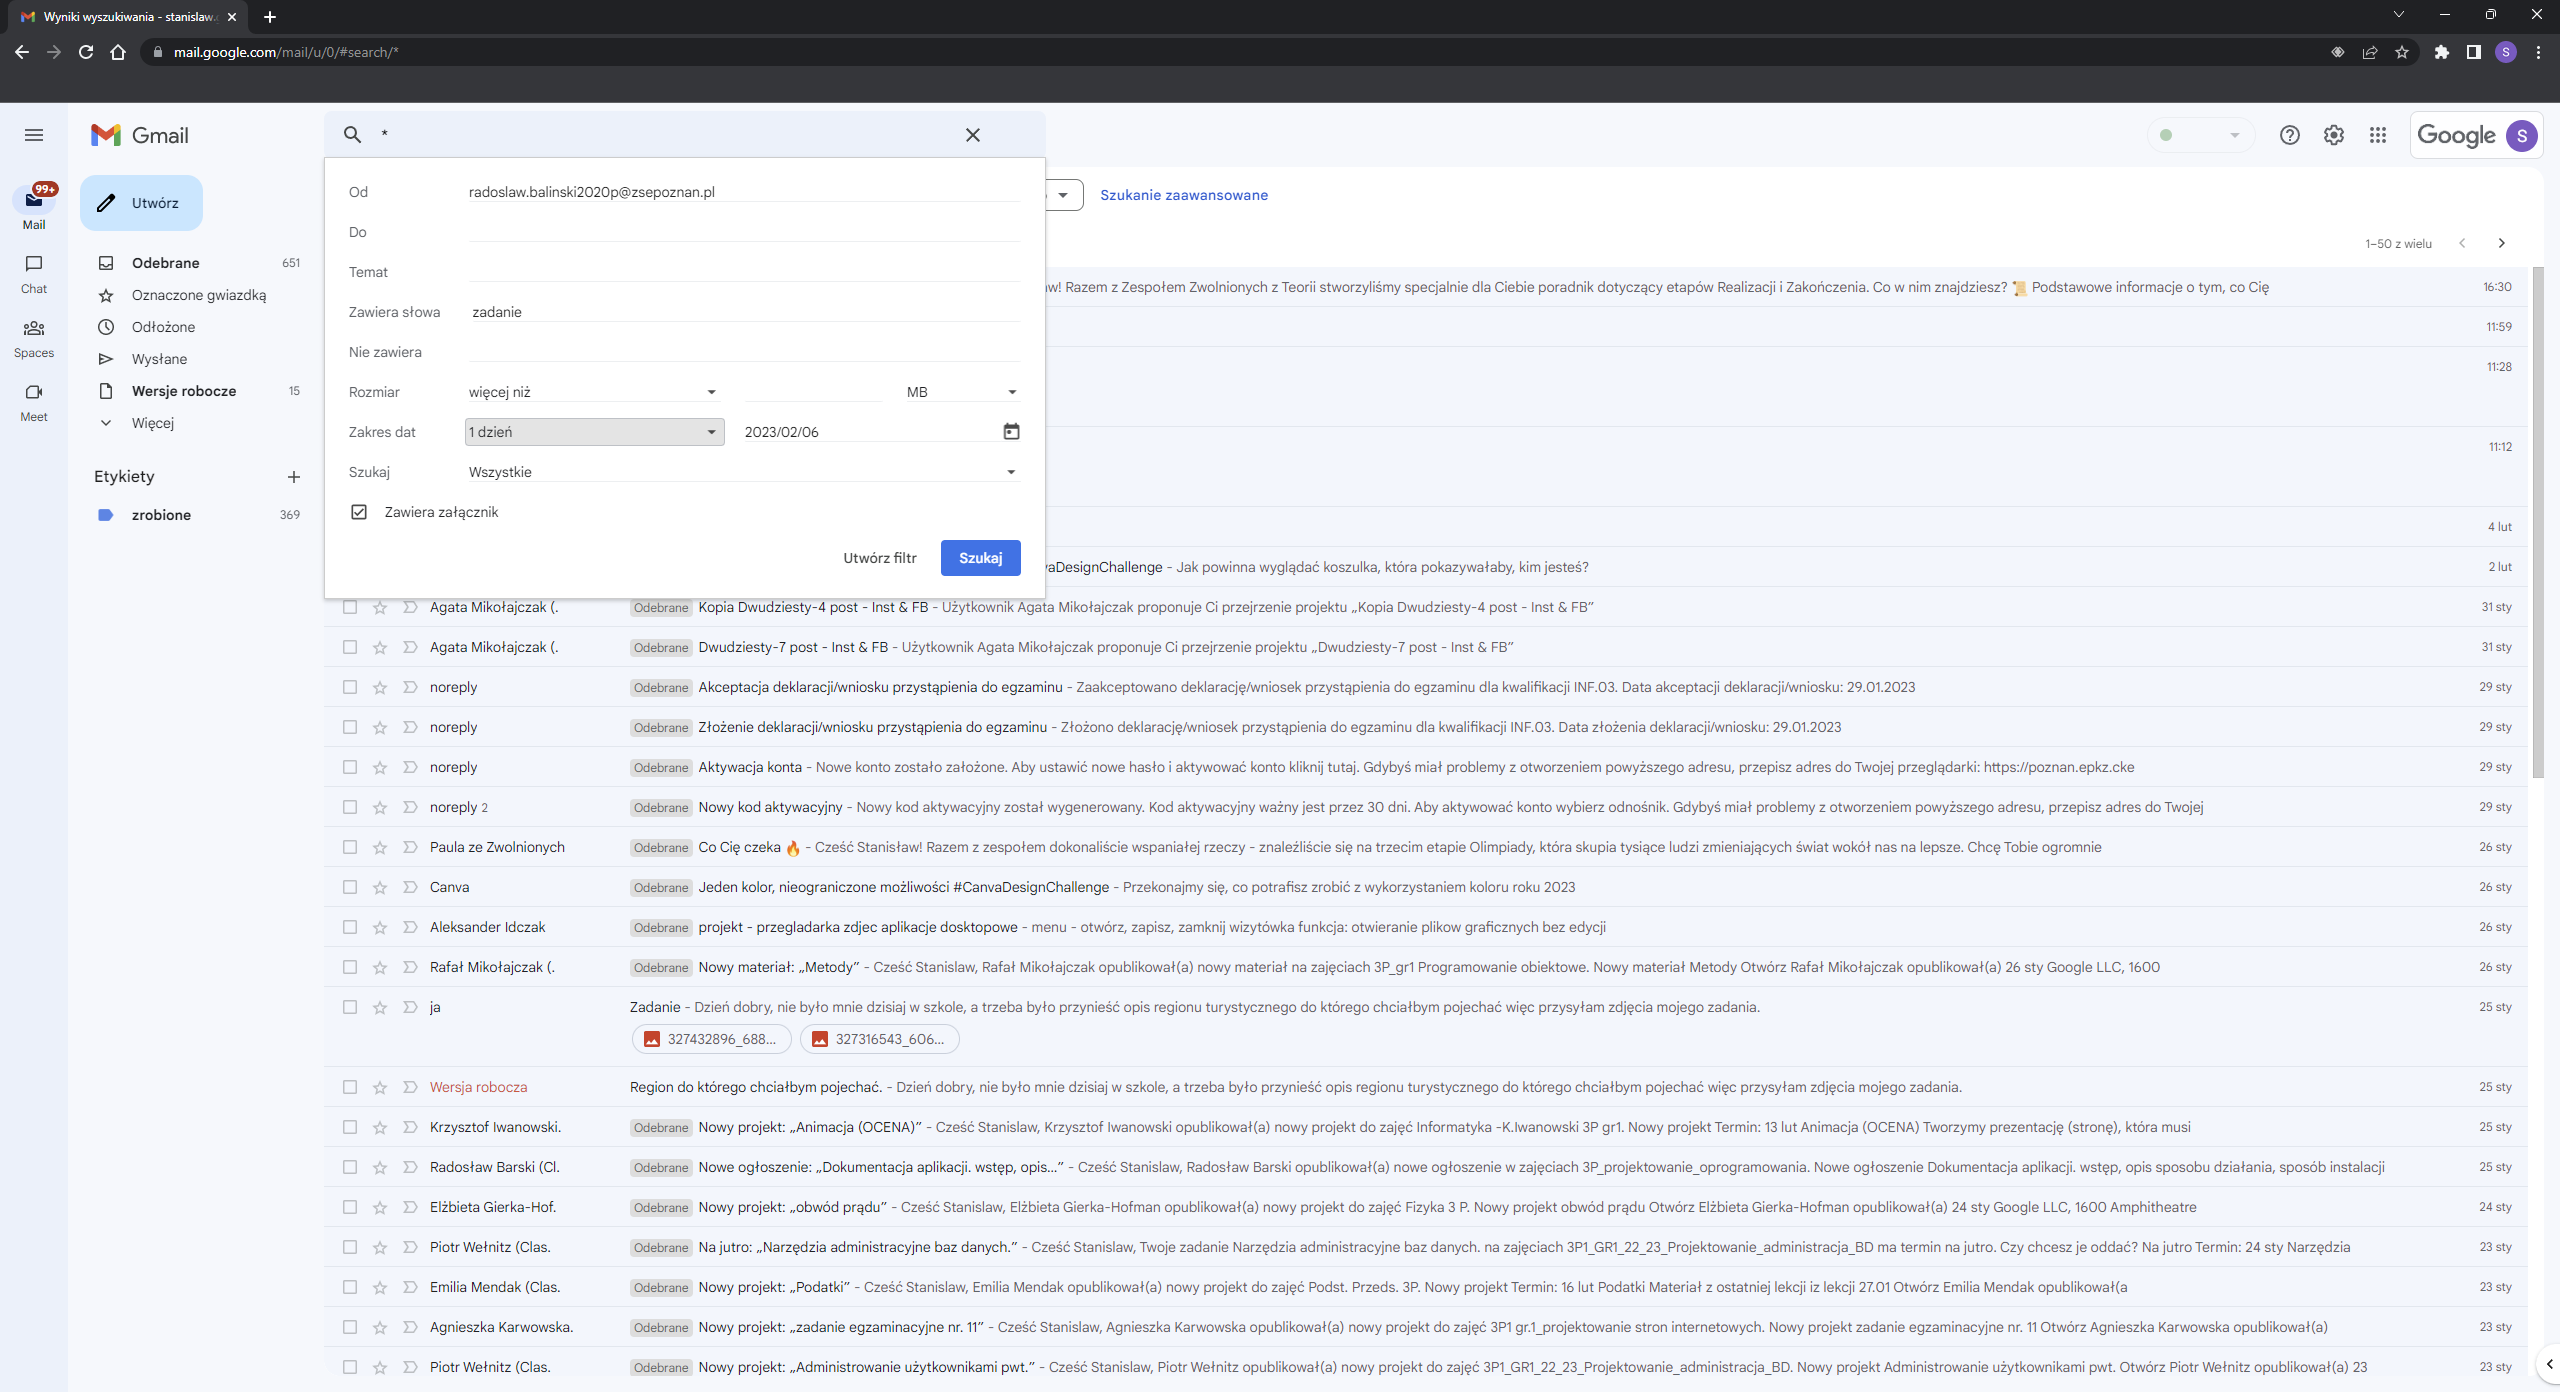 Wyniki wyszukiwania - stanislaw.
mail.google.com/mail/u/0/#search/*
S
Gmail
*
Google S
99+
Mail
Chat
Spaces
Meet
Utwórz
Odebrane 651
Oznaczone gwiazdką
Odłożone
Wysłane
Wersje robocze 15
Więcej
Etykiety
zrobione 369
Od radoslaw.balinski2020p@zsepoznan.pl
Do
Temat
Zawiera słowa zadanie
Nie zawiera
Rozmiar więcej niż MB
Zakres dat 1 dzień 2023/02/06
Szukaj Wszystkie
Zawiera załącznik
Utwórz filtr Szukaj
Szukanie zaawansowane
1–50 z wielu
w! Razem z Zespołem Zwolnionych z Teorii stworzyliśmy specjalnie dla Ciebie poradnik dotyczący etapów Realizacji i Zakończenia. Co w nim znajdziesz? 📜 Podstawowe informacje o tym, co Cię 16:30
11:59
11:28
11:12
4 lut
vaDesignChallenge - Jak powinna wyglądać koszulka, która pokazywałaby, kim jesteś? 2 lut
Agata Mikołajczak (. Odebrane Kopia Dwudziesty-4 post - Inst & FB - Użytkownik Agata Mikołajczak proponuje Ci przejrzenie projektu „Kopia Dwudziesty-4 post - Inst & FB” 31 sty
Agata Mikołajczak (. Odebrane Dwudziesty-7 post - Inst & FB - Użytkownik Agata Mikołajczak proponuje Ci przejrzenie projektu „Dwudziesty-7 post - Inst & FB” 31 sty
noreply Odebrane Akceptacja deklaracji/wniosku przystąpienia do egzaminu - Zaakceptowano deklarację/wniosek przystąpienia do egzaminu dla kwalifikacji INF.03. Data akceptacji deklaracji/wniosku: 29.01.2023 29 sty
noreply Odebrane Złożenie deklaracji/wniosku przystąpienia do egzaminu - Złożono deklarację/wniosek przystąpienia do egzaminu dla kwalifikacji INF.03. Data złożenia deklaracji/wniosku: 29.01.2023 29 sty
noreply Odebrane Aktywacja konta - Nowe konto zostało założone. Aby ustawić nowe hasło i aktywować konto kliknij tutaj. Gdybyś miał problemy z otworzeniem powyższego adresu, przepisz adres do Twojej przeglądarki: https://poznan.epkz.cke 29 sty
noreply 2 Odebrane Nowy kod aktywacyjny - Nowy kod aktywacyjny został wygenerowany. Kod aktywacyjny ważny jest przez 30 dni. Aby aktywować konto wybierz odnośnik. Gdybyś miał problemy z otworzeniem powyższego adresu, przepisz adres do Twojej 29 sty
Paula ze Zwolnionych Odebrane Co Cię czeka 🔥 - Cześć Stanisław! Razem z zespołem dokonaliście wspaniałej rzeczy - znaleźliście się na trzecim etapie Olimpiady, która skupia tysiące ludzi zmieniających świat wokół nas na lepsze. Chcę Tobie ogromnie 26 sty
Canva Odebrane Jeden kolor, nieograniczone możliwości #CanvaDesignChallenge - Przekonajmy się, co potrafisz zrobić z wykorzystaniem koloru roku 2023 26 sty
Aleksander Idczak Odebrane projekt - przegladarka zdjec aplikacje dosktopowe - menu - otwórz, zapisz, zamknij wizytówka funkcja: otwieranie plikow graficznych bez edycji 26 sty
Rafał Mikołajczak (. Odebrane Nowy materiał: „Metody” - Cześć Stanislaw, Rafał Mikołajczak opublikował(a) nowy materiał na zajęciach 3P_gr1 Programowanie obiektowe. Nowy materiał Metody Otwórz Rafał Mikołajczak opublikował(a) 26 sty Google LLC, 1600 26 sty
ja Zadanie - Dzień dobry, nie było mnie dzisiaj w szkole, a trzeba było przynieść opis regionu turystycznego do którego chciałbym pojechać więc przysyłam zdjęcia mojego zadania. 25 sty
327432896_688... 327316543_606...
Wersja robocza Region do którego chciałbym pojechać. - Dzień dobry, nie było mnie dzisiaj w szkole, a trzeba było przynieść opis regionu turystycznego do którego chciałbym pojechać więc przysyłam zdjęcia mojego zadania. 25 sty
Krzysztof Iwanowski. Odebrane Nowy projekt: „Animacja (OCENA)” - Cześć Stanislaw, Krzysztof Iwanowski opublikował(a) nowy projekt do zajęć Informatyka -K.Iwanowski 3P gr1. Nowy projekt Termin: 13 lut Animacja (OCENA) Tworzymy prezentację (stronę), która musi 25 sty
Radosław Barski (Cl. Odebrane Nowe ogłoszenie: „Dokumentacja aplikacji. wstęp, opis...” - Cześć Stanislaw, Radosław Barski opublikował(a) nowe ogłoszenie w zajęciach 3P_projektowanie_oprogramowania. Nowe ogłoszenie Dokumentacja aplikacji. wstęp, opis sposobu działania, sposób instalacji 25 sty
Elżbieta Gierka-Hof. Odebrane Nowy projekt: „obwód prądu” - Cześć Stanislaw, Elżbieta Gierka-Hofman opublikował(a) nowy projekt do zajęć Fizyka 3 P. Nowy projekt obwód prądu Otwórz Elżbieta Gierka-Hofman opublikował(a) 24 sty Google LLC, 1600 Amphitheatre 24 sty
Piotr Wełnitz (Clas. Odebrane Na jutro: „Narzędzia administracyjne baz danych.” - Cześć Stanislaw, Twoje zadanie Narzędzia administracyjne baz danych. na zajęciach 3P1_GR1_22_23_Projektowanie_administracja_BD ma termin na jutro. Czy chcesz je oddać? Na jutro Termin: 24 sty Narzędzia 23 sty
Emilia Mendak (Clas. Odebrane Nowy projekt: „Podatki” - Cześć Stanislaw, Emilia Mendak opublikował(a) nowy projekt do zajęć Podst. Przeds. 3P. Nowy projekt Termin: 16 lut Podatki Materiał z ostatniej lekcji iz lekcji 27.01 Otwórz Emilia Mendak opublikował(a 23 sty
Agnieszka Karwowska. Odebrane Nowy projekt: „zadanie egzaminacyjne nr. 11” - Cześć Stanislaw, Agnieszka Karwowska opublikował(a) nowy projekt do zajęć 3P1 gr.1_projektowanie stron internetowych. Nowy projekt zadanie egzaminacyjne nr. 11 Otwórz Agnieszka Karwowska opublikował(a) 23 sty
Piotr Wełnitz (Clas. Odebrane Nowy projekt: „Administrowanie użytkownikami pwt.” - Cześć Stanislaw, Piotr Wełnitz opublikował(a) nowy projekt do zajęć 3P1_GR1_22_23_Projektowanie_administracja_BD. Nowy projekt Administrowanie użytkownikami pwt. Otwórz Piotr Wełnitz opublikował(a) 23 23 sty